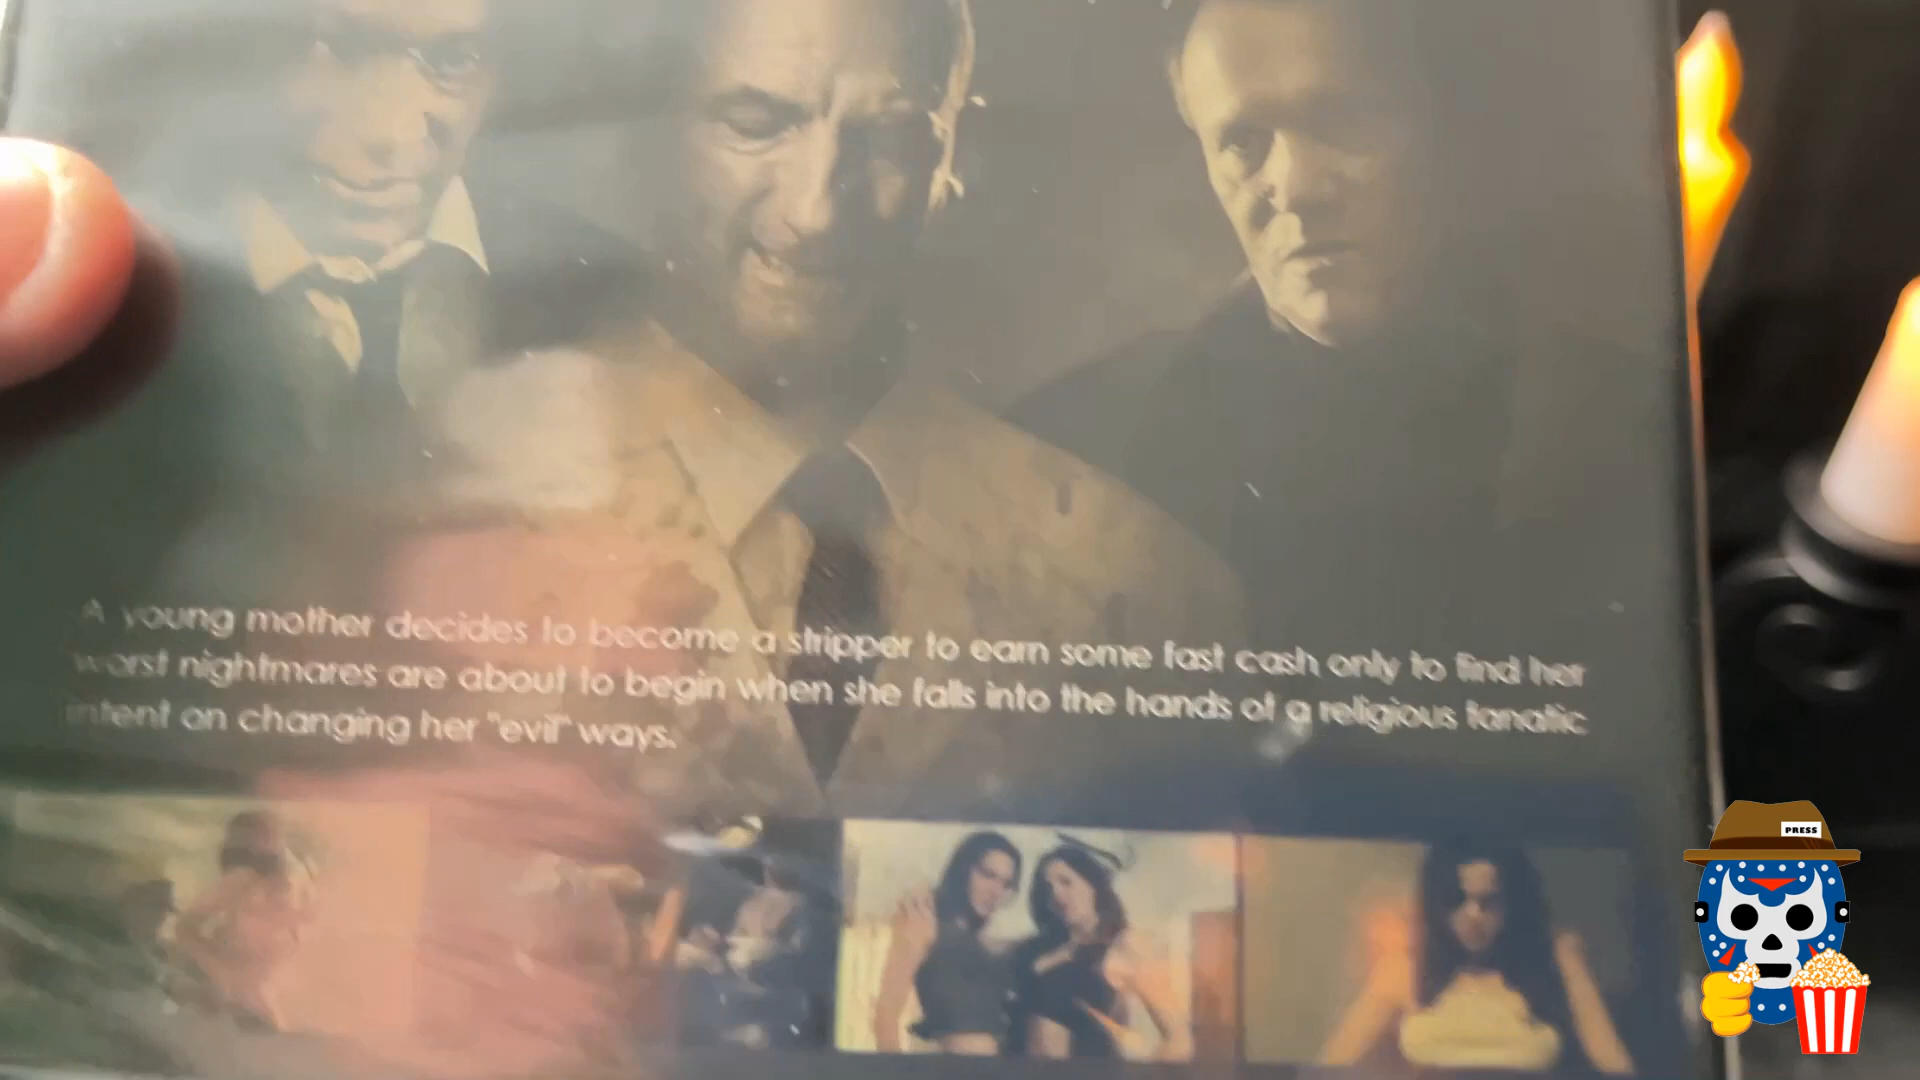 A young mother decides to become a stripper to earn some fast cash only to find her
worst nightmares are about to begin when she falls into the hands of a religious fanatic
intent on changing her "evil" ways.
PRESS